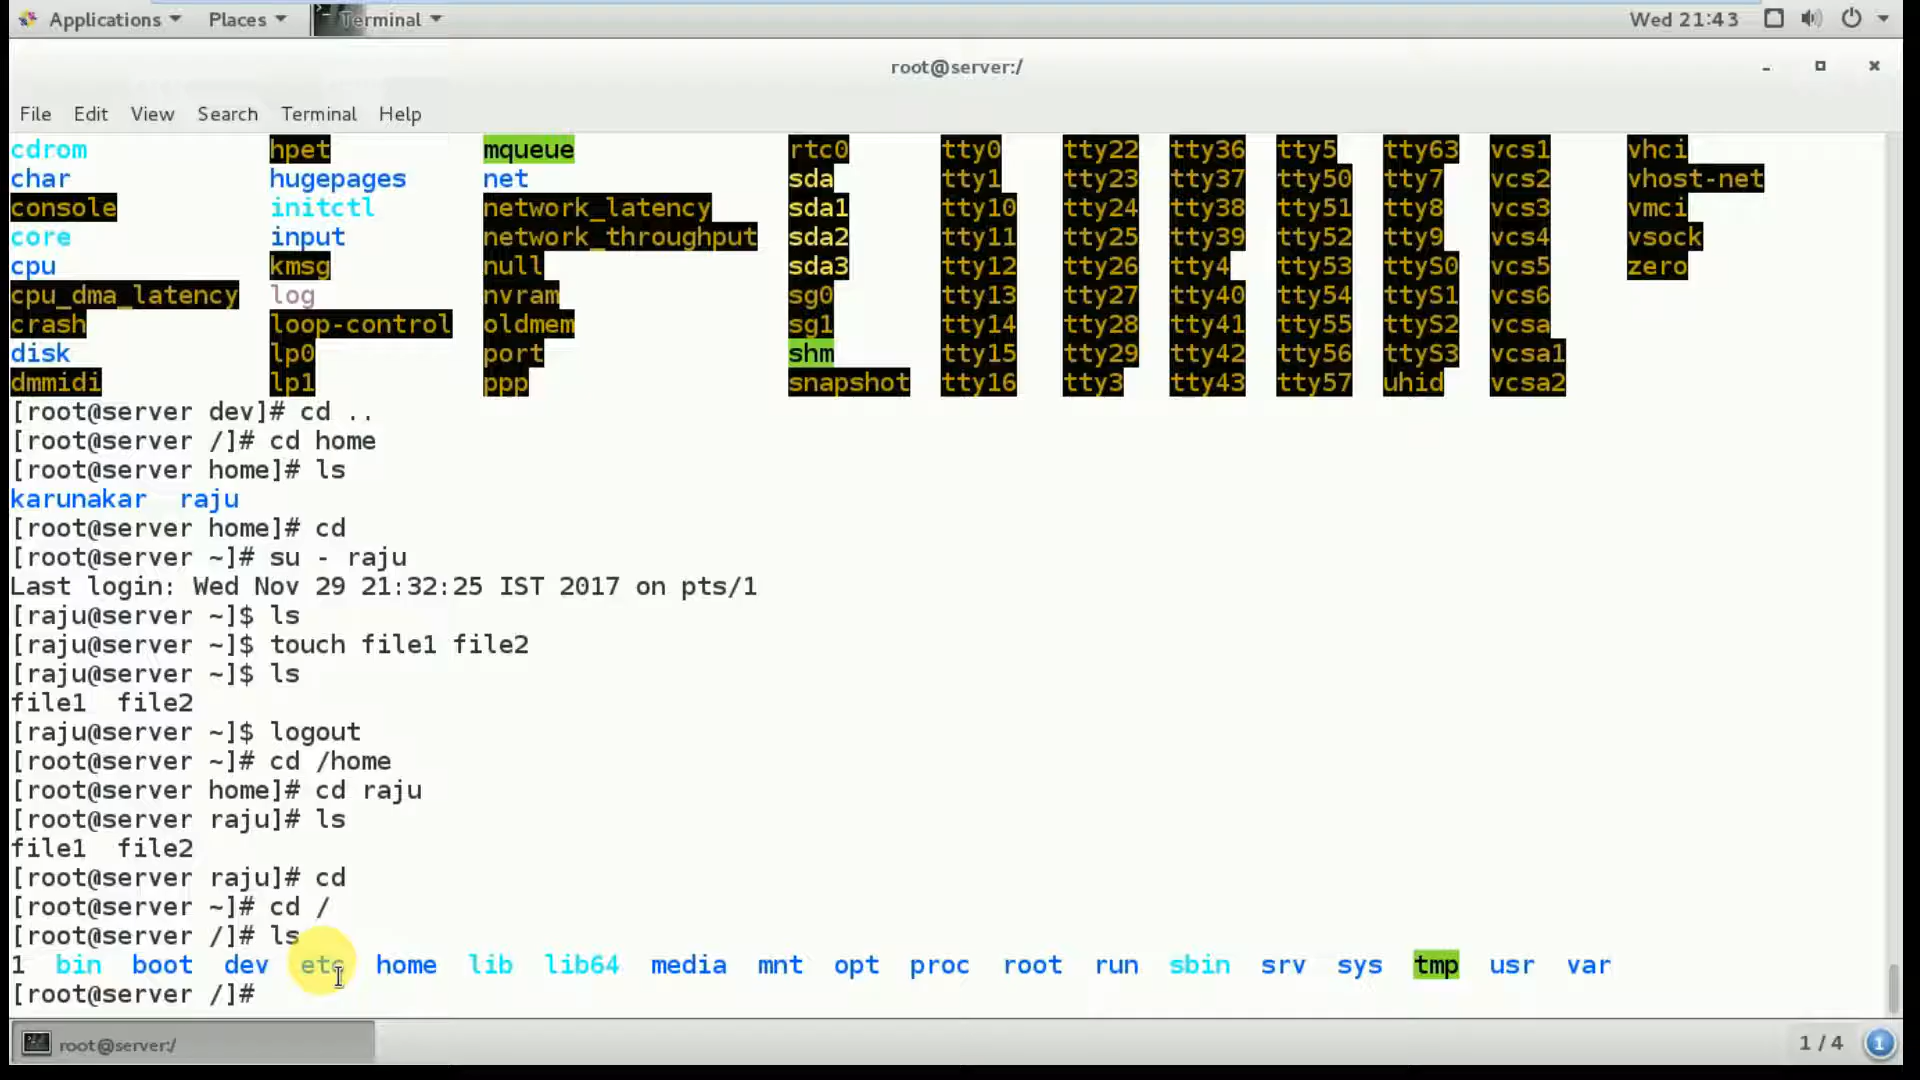 Applications Places Terminal Wed 21:43
root@server:/
File Edit View Search Terminal Help
cdrom hpet mqueue rtc0 tty0 tty22 tty36 tty5 tty63 vcs1 vhci
char hugepages net sda tty1 tty23 tty37 tty50 tty7 vcs2 vhost-net
console initctl network_latency sda1 tty10 tty24 tty38 tty51 tty8 vcs3 vmci
core input network_throughput sda2 tty11 tty25 tty39 tty52 tty9 vcs4 vsock
cpu kmsg null sda3 tty12 tty26 tty4 tty53 ttyS0 vcs5 zero
cpu_dma_latency log nvram sg0 tty13 tty27 tty40 tty54 ttyS1 vcs6
crash loop-control oldmem sg1 tty14 tty28 tty41 tty55 ttyS2 vcsa
disk lp0 port shm tty15 tty29 tty42 tty56 ttyS3 vcsa1
dmmidi lp1 ppp snapshot tty16 tty3 tty43 tty57 uhid vcsa2
[root@server dev]# cd ..
[root@server /]# cd home
[root@server home]# ls
karunakar raju
[root@server home]# cd
[root@server ~]# su - raju
Last login: Wed Nov 29 21:32:25 IST 2017 on pts/1
[raju@server ~]$ ls
[raju@server ~]$ touch file1 file2
[raju@server ~]$ ls
file1 file2
[raju@server ~]$ logout
[root@server ~]# cd /home
[root@server home]# cd raju
[root@server raju]# ls
file1 file2
[root@server raju]# cd
[root@server ~]# cd /
[root@server /]# ls
1 bin boot dev etc home lib lib64 media mnt opt proc root run sbin srv sys tmp usr var
[root@server /]#
root@server:/ 1 / 4 1